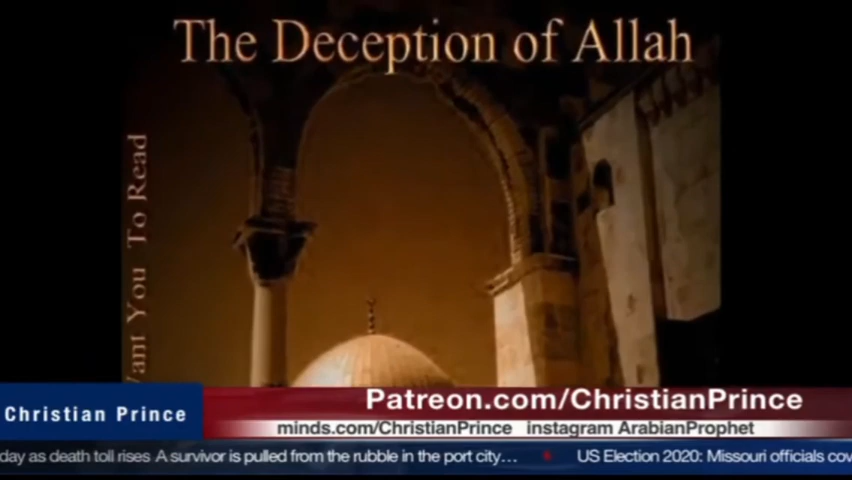 The Deception of Allah
Want You To Read
Patreon.com/ChristianPrince
Christian Prince
minds.com/ChristianPrince instagram ArabianProphet
day as death toll rises A survivor is pulled from the rubble in the port city... US Election 2020: Missouri officials cov